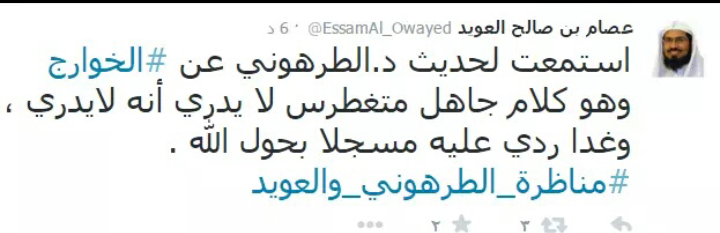 عصام بن صالح العويد @EssamAl_Owayed · 6 د
استمعت لحديث د.الطرهوني عن #الخوارج
وهو كلام جاهل متغطرس لا يدري أنه لايدري ،
وغدا ردي عليه مسجلا بحول الله .
#مناظرة_الطرهوني_والعويد
٣ ٢